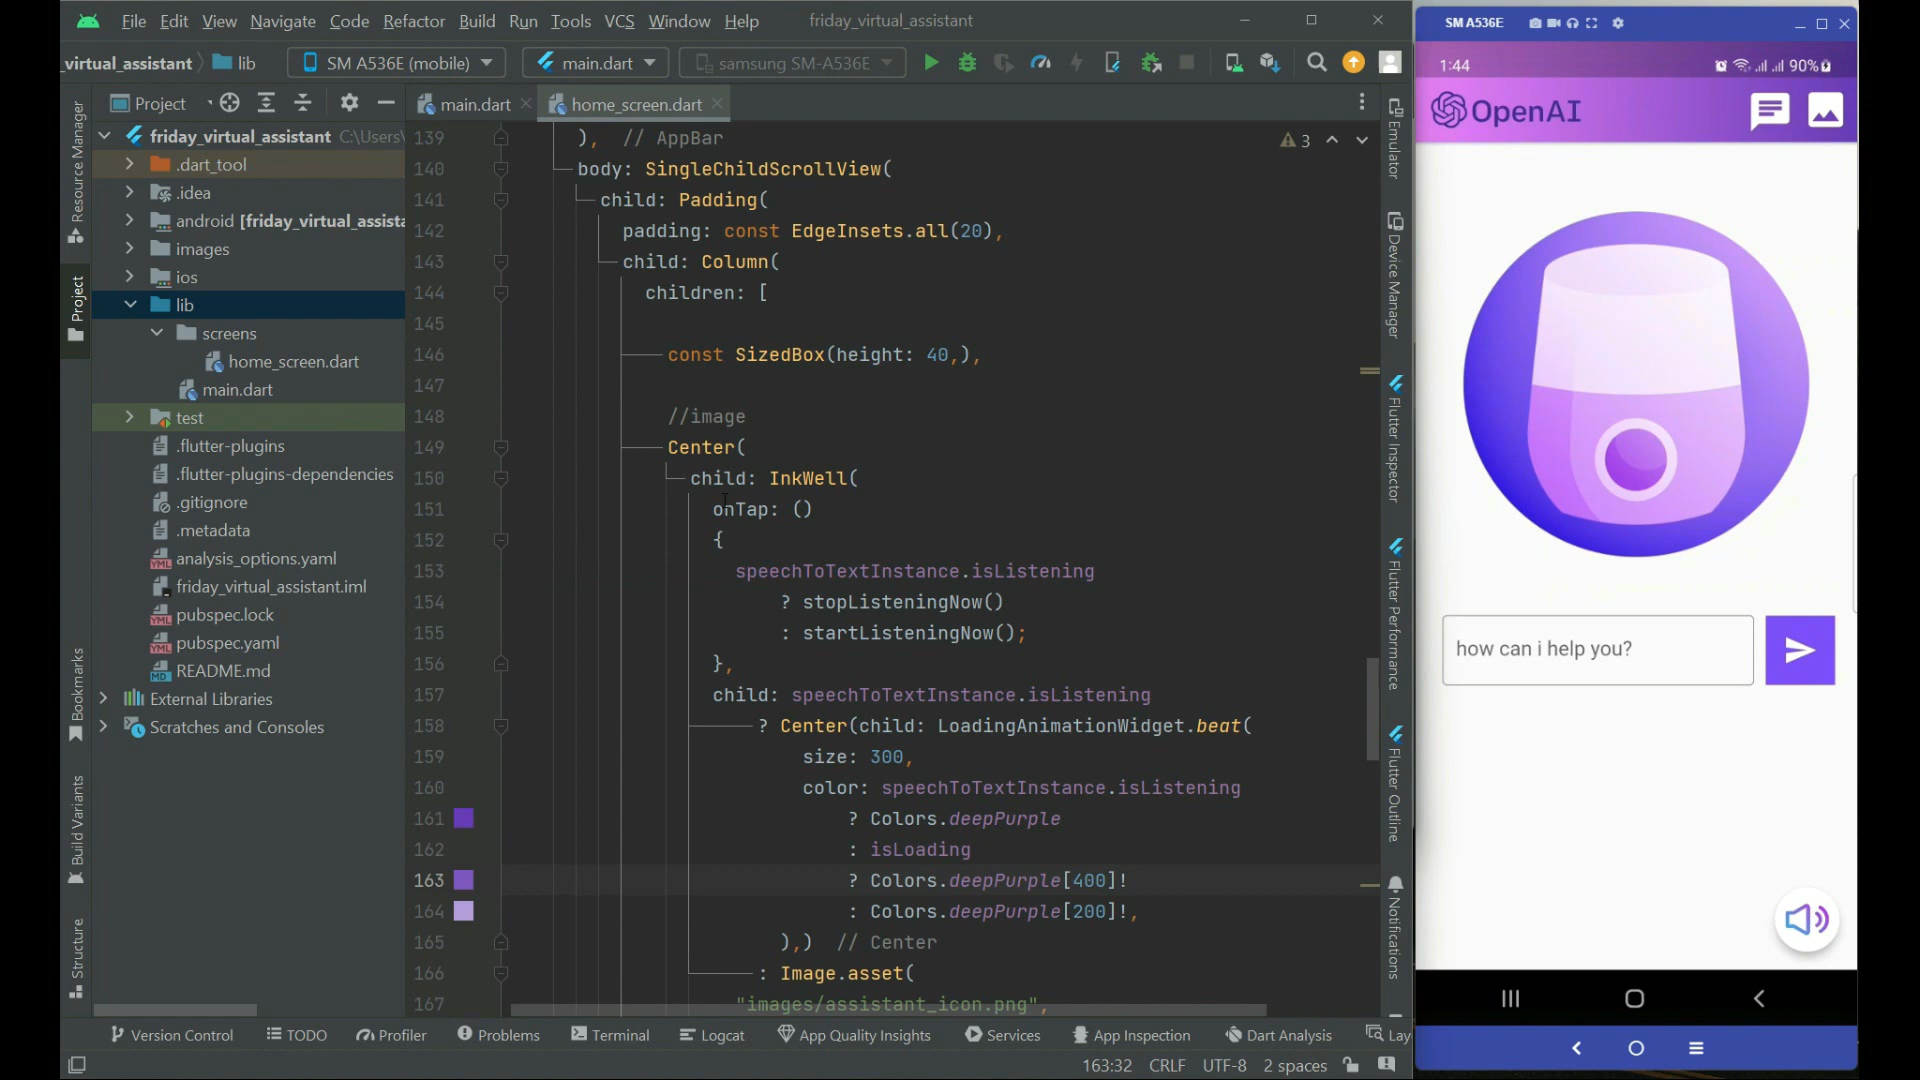 File Edit View Navigate Code Refactor Build Run Tools VCS Window Help friday_virtual_assistant
_virtual_assistant lib SM A536E (mobile) main.dart samsung SM-A536E
Project main.dart home_screen.dart
friday_virtual_assistant C:\Users\
.dart_tool
.idea
android [friday_virtual_assista
images
ios
lib
screens
home_screen.dart
main.dart
test
.flutter-plugins
.flutter-plugins-dependencies
.gitignore
.metadata
analysis_options.yaml
friday_virtual_assistant.iml
pubspec.lock
pubspec.yaml
README.md
External Libraries
Scratches and Consoles
Resource Manager
Project
Bookmarks
Build Variants
Structure
139 ), // AppBar
140 body: SingleChildScrollView(
141 child: Padding(
142 padding: const EdgeInsets.all(20),
143 child: Column(
144 children: [
145
146 const SizedBox(height: 40,),
147
148 //image
149 Center(
150 child: InkWell(
151 onTap: ()
152 {
153 speechToTextInstance.isListening
154 ? stopListeningNow()
155 : startListeningNow();
156 },
157 child: speechToTextInstance.isListening
158 ? Center(child: LoadingAnimationWidget.beat(
159 size: 300,
160 color: speechToTextInstance.isListening
161 ? Colors.deepPurple
162 : isLoading
163 ? Colors.deepPurple[400]!
164 : Colors.deepPurple[200]!,
165 ),) // Center
166 : Image.asset(
167 "images/assistant_icon.png",
3
Emulator
Device Manager
Flutter Inspector
Flutter Performance
Flutter Outline
Notifications
Version Control TODO Profiler Problems Terminal Logcat App Quality Insights Services App Inspection Dart Analysis Lay
163:32 CRLF UTF-8 2 spaces
SM A536E
1:44 90%
OpenAI
how can i help you?